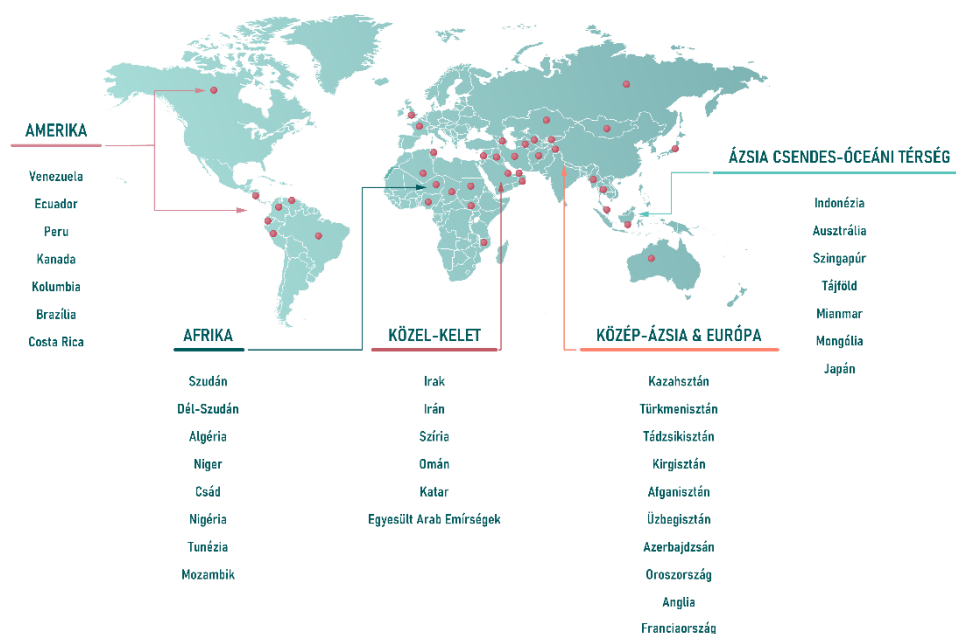 AMERIKA
Venezuela
Ecuador
Peru
Kanada
Kolumbia
Brazília
Costa Rica
AFRIKA
Szudán
Dél-Szudán
Algéria
Niger
Csád
Nigéria
Tunézia
Mozambik
KÖZEL-KELET
Irak
Irán
Szíria
Omán
Katar
Egyesült Arab Emírségek
KÖZÉP-ÁZSIA & EURÓPA
Kazahsztán
Türkmenisztán
Tádzsikisztán
Kirgisztán
Afganisztán
Üzbegisztán
Azerbajdzsán
Oroszország
Anglia
Franciaország
ÁZSIA CSENDES-ÓCEÁNI TÉRSÉG
Indonézia
Ausztrália
Szingapúr
Tájföld
Mianmar
Mongólia
Japán